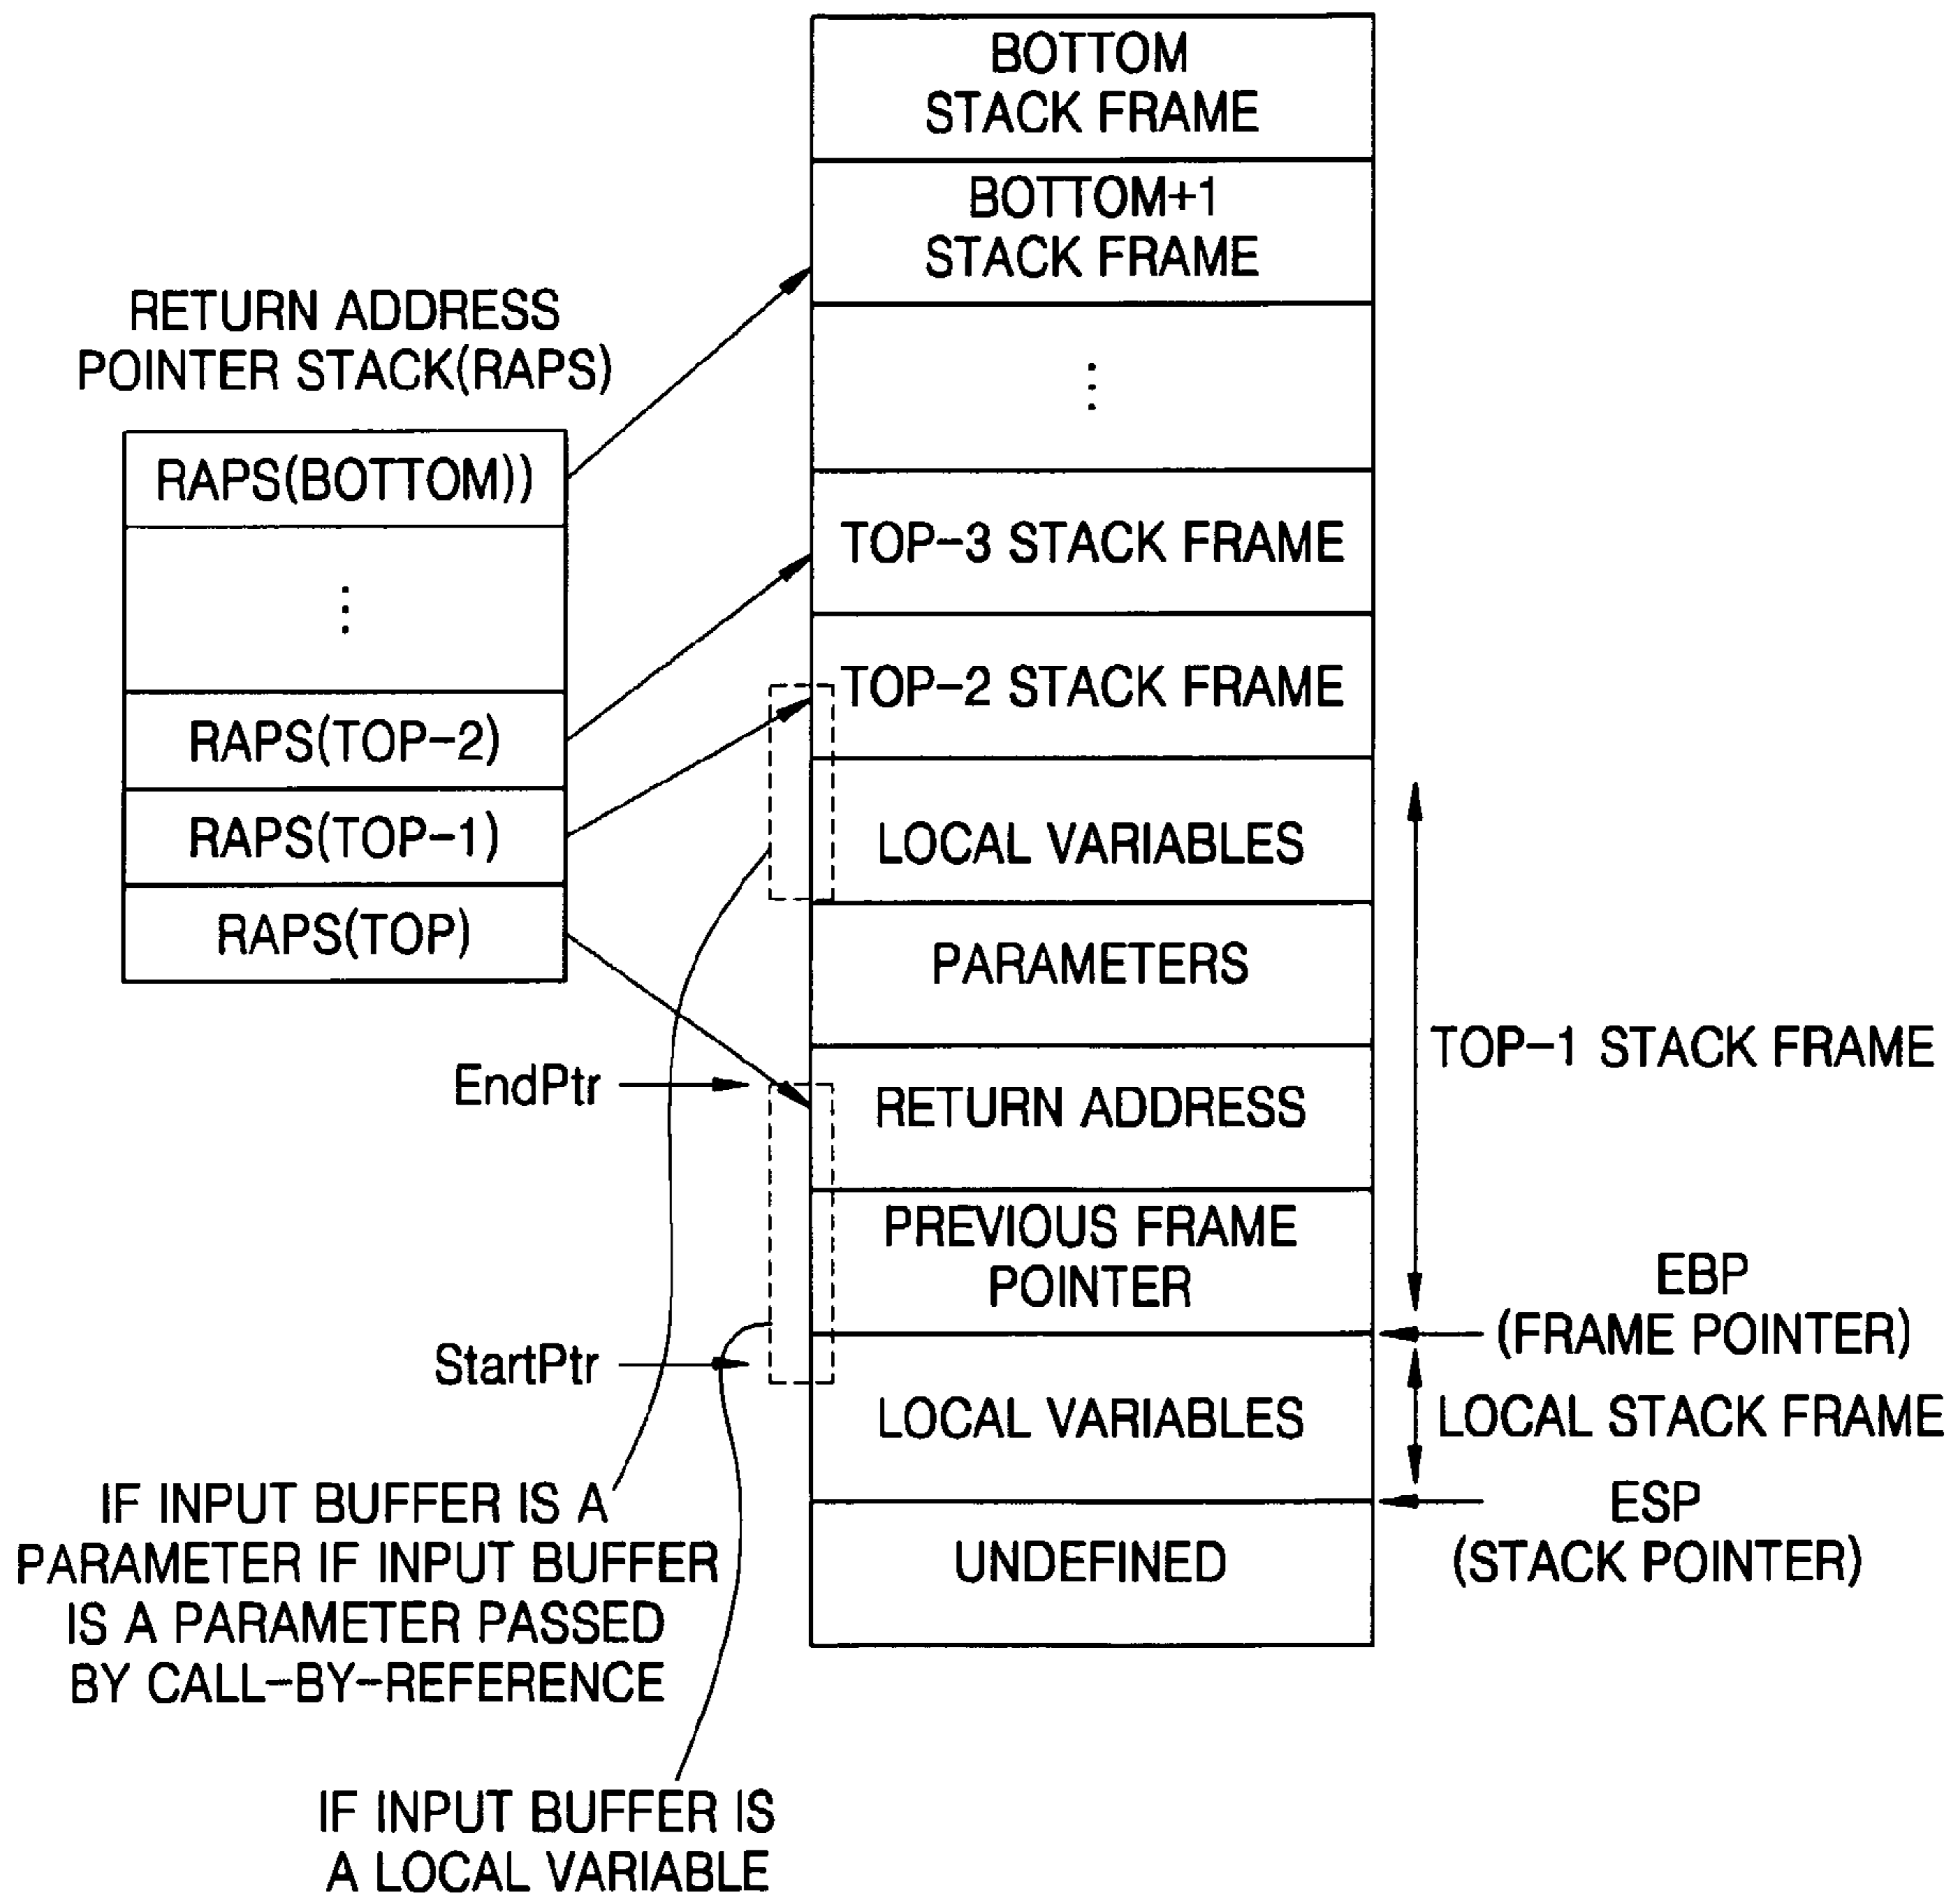 BOTTOM
STACK FRAME
BOTTOM+1
STACK FRAME
RETURN ADDRESS
POINTER STACK(RAPS)
⋮
RAPS(BOTTOM))
TOP-3 STACK FRAME
⋮
TOP-2 STACK FRAME
RAPS(TOP-2)
RAPS(TOP-1)
LOCAL VARIABLES
RAPS(TOP)
PARAMETERS
TOP-1 STACK FRAME
EndPtr
RETURN ADDRESS
PREVIOUS FRAME
POINTER
EBP
(FRAME POINTER)
StartPtr
LOCAL VARIABLES
LOCAL STACK FRAME
IF INPUT BUFFER IS A
PARAMETER IF INPUT BUFFER
IS A PARAMETER PASSED
BY CALL-BY-REFERENCE
ESP
(STACK POINTER)
UNDEFINED
IF INPUT BUFFER IS
A LOCAL VARIABLE